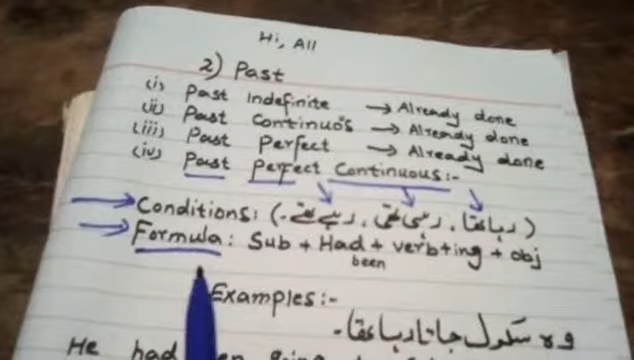 Hi, All
2) Past
(i) Past Indefinite → Already done
(ii) Past Continuos → Already done
(iii) Past Perfect → Already done
(iv) Past Perfect Continuous:-
→ Conditions: (رہا تھا، رہی تھی، رہے تھے۔)
→ Formula: Sub + Had + verb+ing + obj
been
Examples:-
وہ سکول جاتا رہا تھا۔
He had